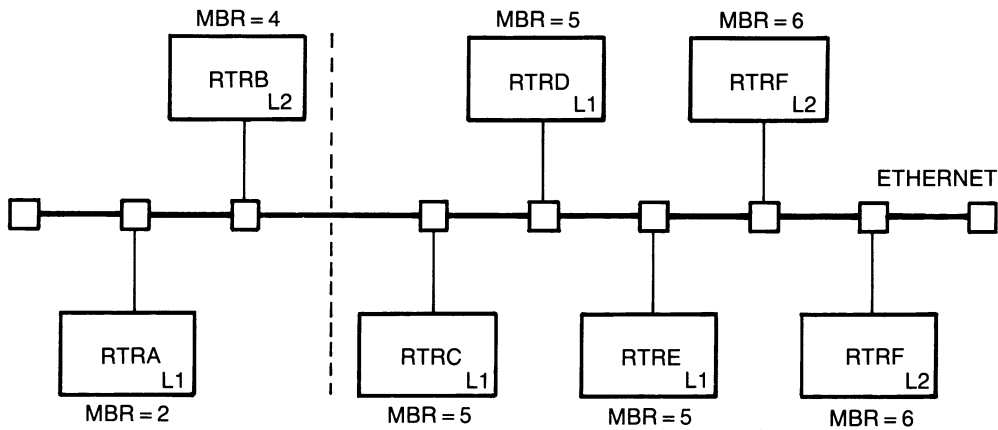 MBR = 4
RTRB
L2
MBR = 5
RTRD
L1
MBR = 6
RTRF
L2
ETHERNET
RTRA
L1
MBR = 2
RTRC
L1
MBR = 5
RTRE
L1
MBR = 5
RTRF
L2
MBR = 6